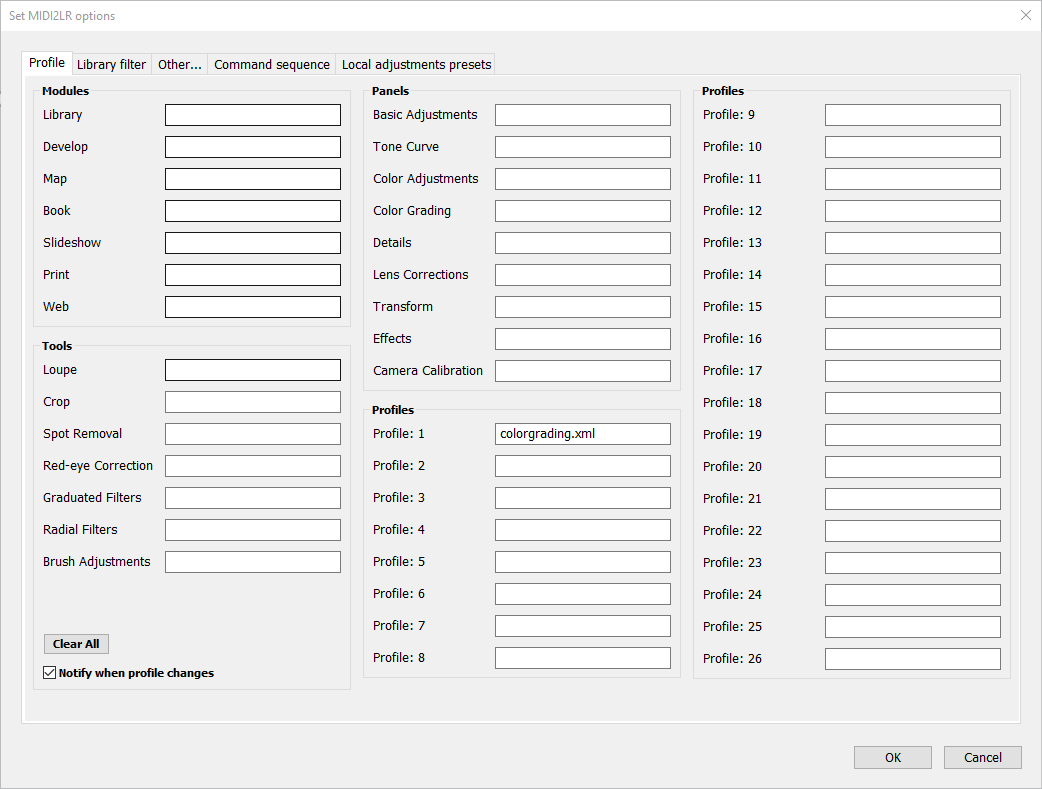 Set MIDI2LR options
Profile
Library filter
Other...
Command sequence
Local adjustments presets
Modules
Library
Develop
Map
Book
Slideshow
Print
Web
Tools
Loupe
Crop
Spot Removal
Red-eye Correction
Graduated Filters
Radial Filters
Brush Adjustments
Clear All
Notify when profile changes
Panels
Basic Adjustments
Tone Curve
Color Adjustments
Color Grading
Details
Lens Corrections
Transform
Effects
Camera Calibration
Profiles
Profile: 1 colorgrading.xml
Profile: 2
Profile: 3
Profile: 4
Profile: 5
Profile: 6
Profile: 7
Profile: 8
Profiles
Profile: 9
Profile: 10
Profile: 11
Profile: 12
Profile: 13
Profile: 14
Profile: 15
Profile: 16
Profile: 17
Profile: 18
Profile: 19
Profile: 20
Profile: 21
Profile: 22
Profile: 23
Profile: 24
Profile: 25
Profile: 26
OK
Cancel